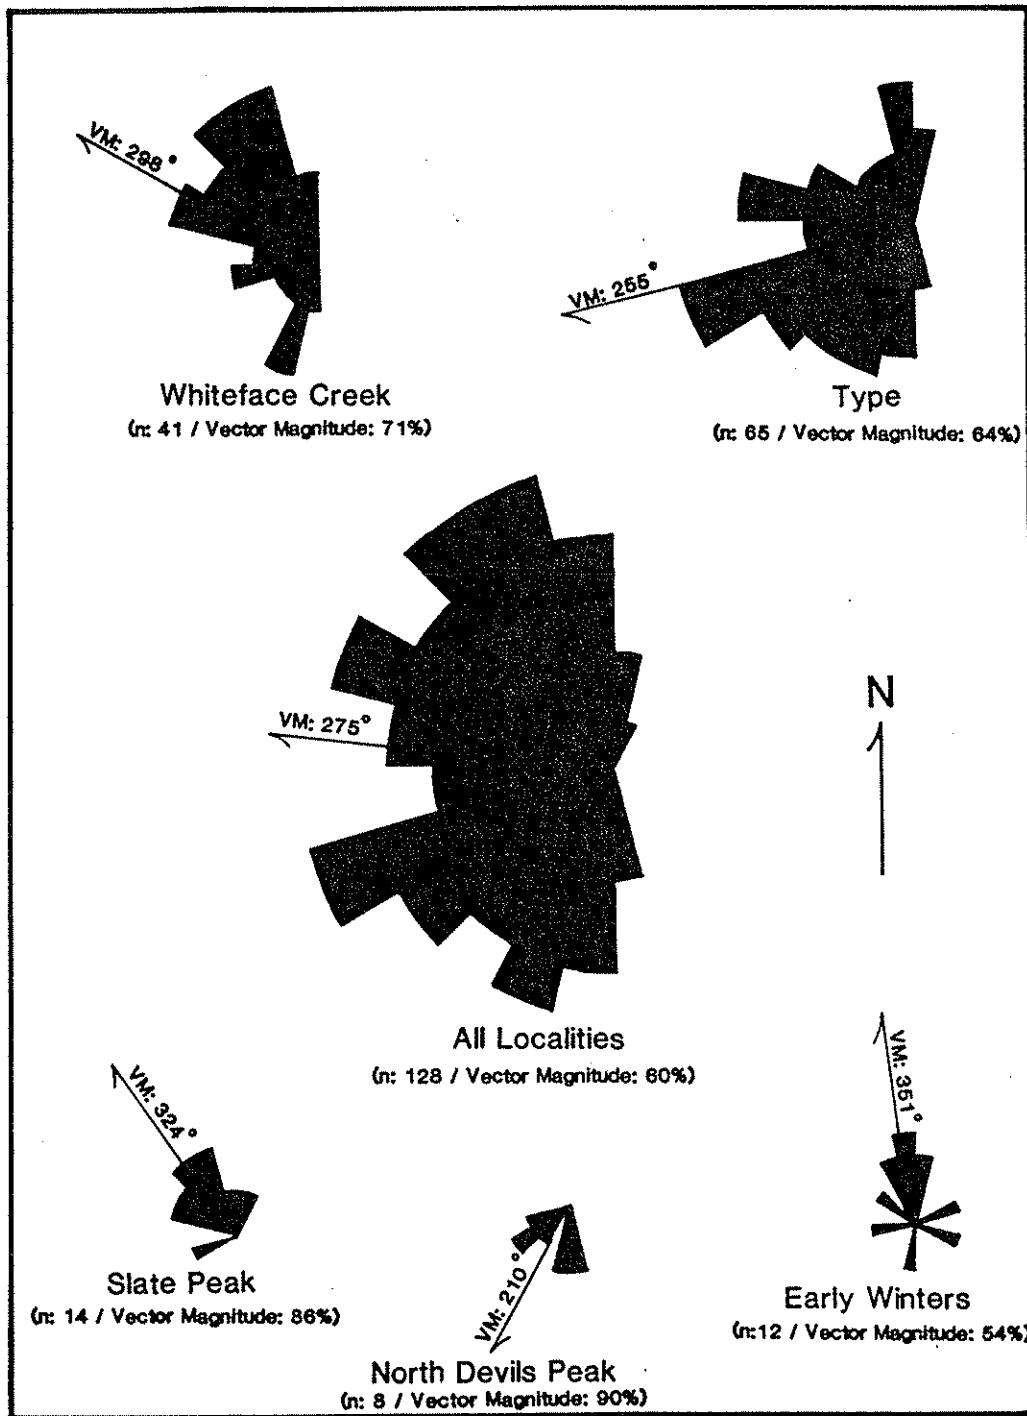 VM: 298°
VM: 255°
Whiteface Creek
(n: 41 / Vector Magnitude: 71%)
Type
(n: 65 / Vector Magnitude: 64%)
VM: 275°
N
All Localities
(n: 128 / Vector Magnitude: 60%)
VM: 324°
VM: 351°
Slate Peak
(n: 14 / Vector Magnitude: 86%)
VM: 210°
North Devils Peak
(n: 8 / Vector Magnitude: 90%)
Early Winters
(n:12 / Vector Magnitude: 54%)